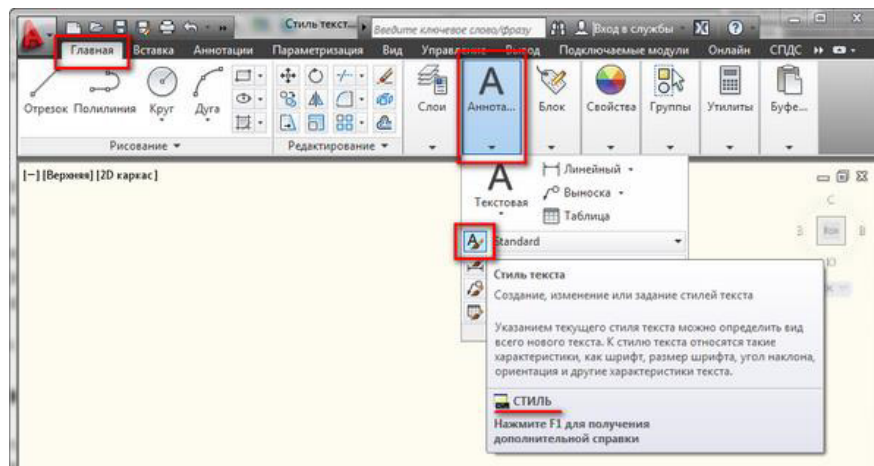 Стиль текст...
Введите ключевое слово/фразу
Вход в службы
Главная Вставка Аннотации Параметризация Вид Управление Вывод Подключаемые модули Онлайн СПДС
Отрезок Полилиния Круг Дуга
Слои
Аннота...
Блок
Свойства
Группы
Утилиты
Буфе...
Рисование
Редактирование
[−] [Верхняя] [2D каркас]
Текстовая
Линейный
Выноска
Таблица
Standard
Стиль текста
Создание, изменение или задание стилей текста
Указанием текущего стиля текста можно определить вид
всего нового текста. К стилю текста относятся такие
характеристики, как шрифт, размер шрифта, угол наклона,
ориентация и другие характеристики текста.
СТИЛЬ
Нажмите F1 для получения
дополнительной справки
С
В
Ю